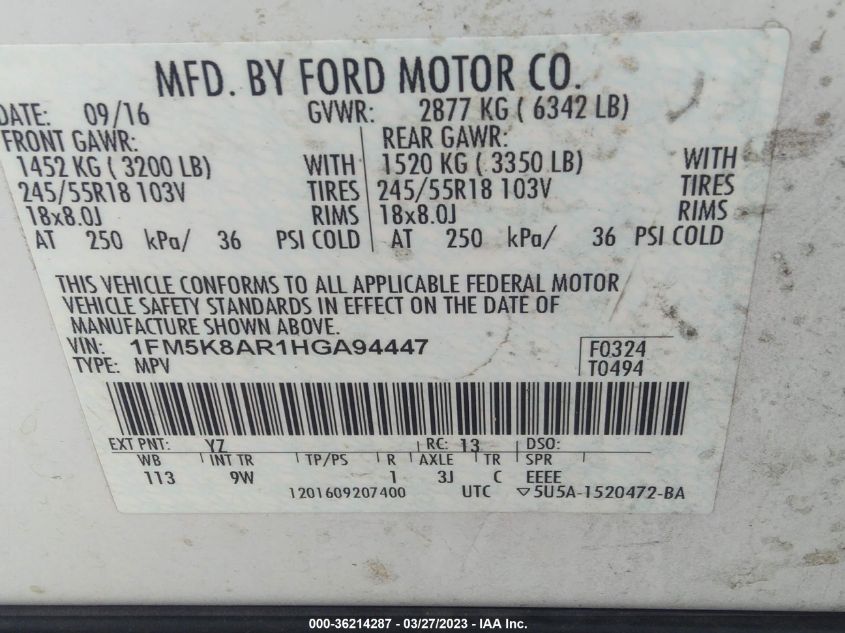 MFD. BY FORD MOTOR CO.
DATE: 09/16 GVWR: 2877 KG ( 6342 LB)
FRONT GAWR: REAR GAWR:
1452 KG ( 3200 LB) WITH 1520 KG ( 3350 LB) WITH
245/55R18 103V TIRES 245/55R18 103V TIRES
18x8.0J RIMS 18x8.0J RIMS
AT 250 kPa/ 36 PSI COLD AT 250 kPa/ 36 PSI COLD
THIS VEHICLE CONFORMS TO ALL APPLICABLE FEDERAL MOTOR
VEHICLE SAFETY STANDARDS IN EFFECT ON THE DATE OF
MANUFACTURE SHOWN ABOVE.
VIN: 1FM5K8AR1HGA94447 F0324
TYPE: MPV T0494
EXT PNT: YZ RC: 13 DSO:
WB INT TR TP/PS R AXLE TR SPR
113 9W 1 3J C EEEE
1201609207400 UTC ▽5U5A-1520472-BA
000-36214287 - 03/27/2023 - IAA Inc.